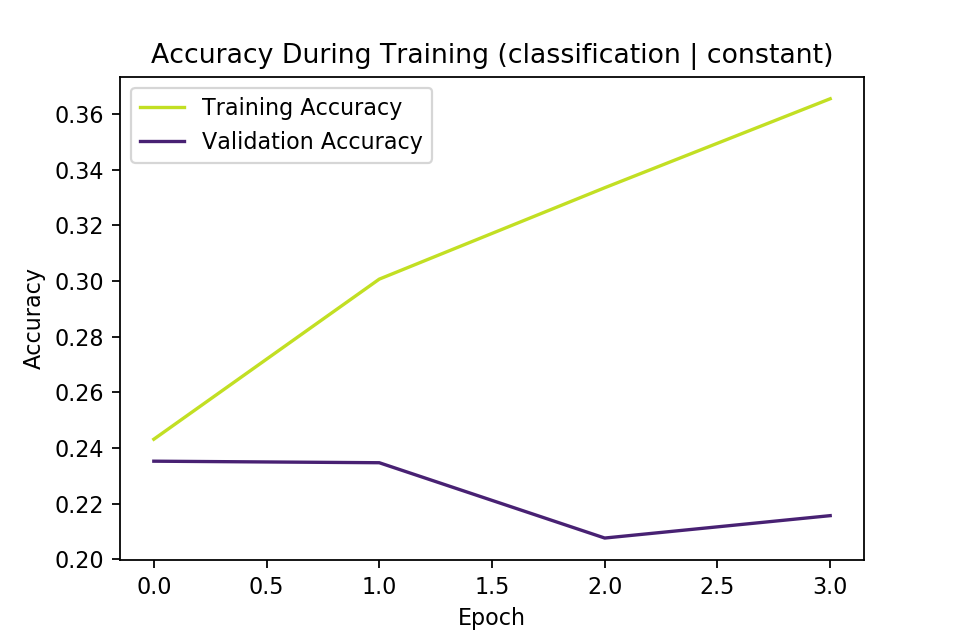 Accuracy During Training (classification | constant)
Training Accuracy
Validation Accuracy
Accuracy
0.36
0.34
0.32
0.30
0.28
0.26
0.24
0.22
0.20
0.0 0.5 1.0 1.5 2.0 2.5 3.0
Epoch